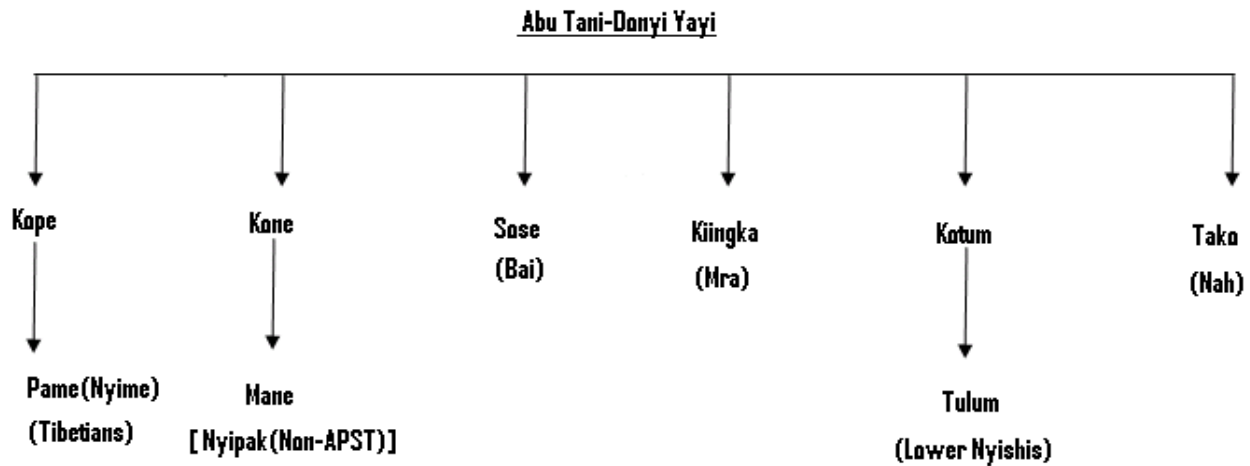 Abu Tani-Donyi Yayi
Kope
Kone
Sose
(Bai)
Kiingka
(Mra)
Kotum
Tako
(Nah)
Pame(Nyime)
(Tibetians)
Mane
[ Nyipak(Non-APST)]
Tulum
(Lower Nyishis)